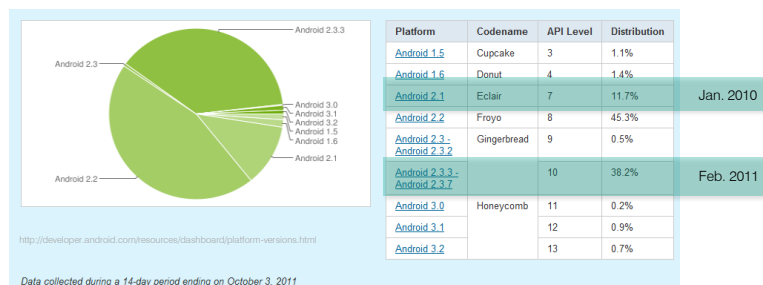 Android 2.3.3
Android 2.3
Android 3.0
Android 3.1
Android 3.2
Android 1.5
Android 1.6
Android 2.1
Android 2.2
http://developer.android.com/resources/dashboard/platform-versions.html
Data collected during a 14-day period ending on October 3, 2011
Platform Codename API Level Distribution
Android 1.5 Cupcake 3 1.1%
Android 1.6 Donut 4 1.4%
Android 2.1 Eclair 7 11.7% Jan. 2010
Android 2.2 Froyo 8 45.3%
Android 2.3 - Gingerbread 9 0.5%
Android 2.3.2
Android 2.3.3 - 10 38.2% Feb. 2011
Android 2.3.7
Android 3.0 Honeycomb 11 0.2%
Android 3.1 12 0.9%
Android 3.2 13 0.7%